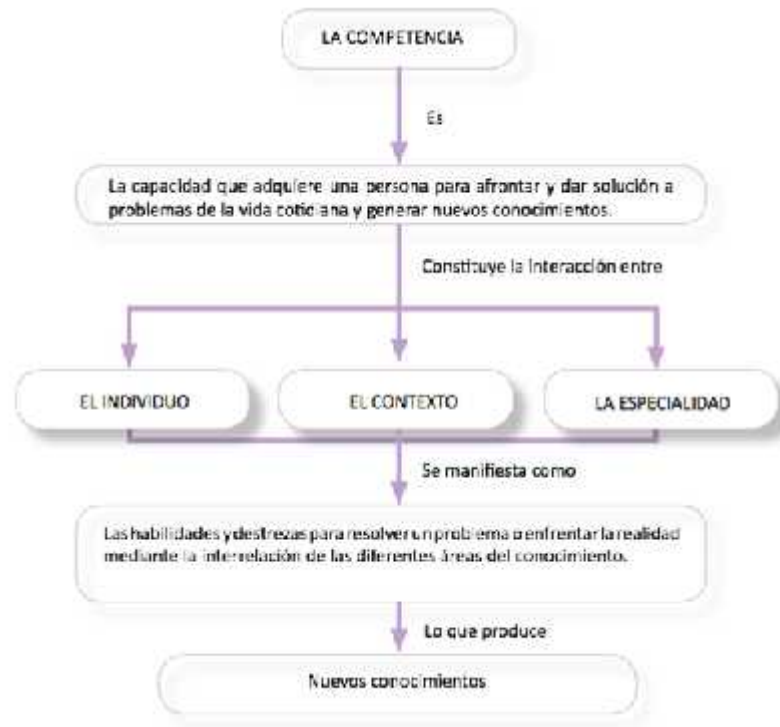 LA COMPETENCIA
Es
La capacidad que adquiere una persona para afrontar y dar solución a
problemas de la vida cotidiana y generar nuevos conocimientos.
Constituye la interacción entre
EL INDIVIDUO
EL CONTEXTO
LA ESPECIALIDAD
Se manifiesta como
Las habilidades y destrezas para resolver un problema o enfrentar la realidad
mediante la interrelación de las diferentes áreas del conocimiento.
Lo que produce
Nuevos conocimientos